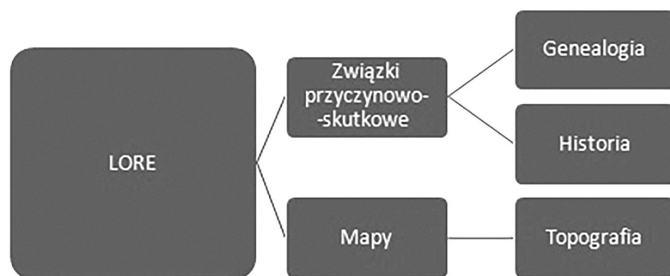 LORE
Związki
przyczynowo-
-skutkowe
Genealogia
Historia
Mapy
Topografia